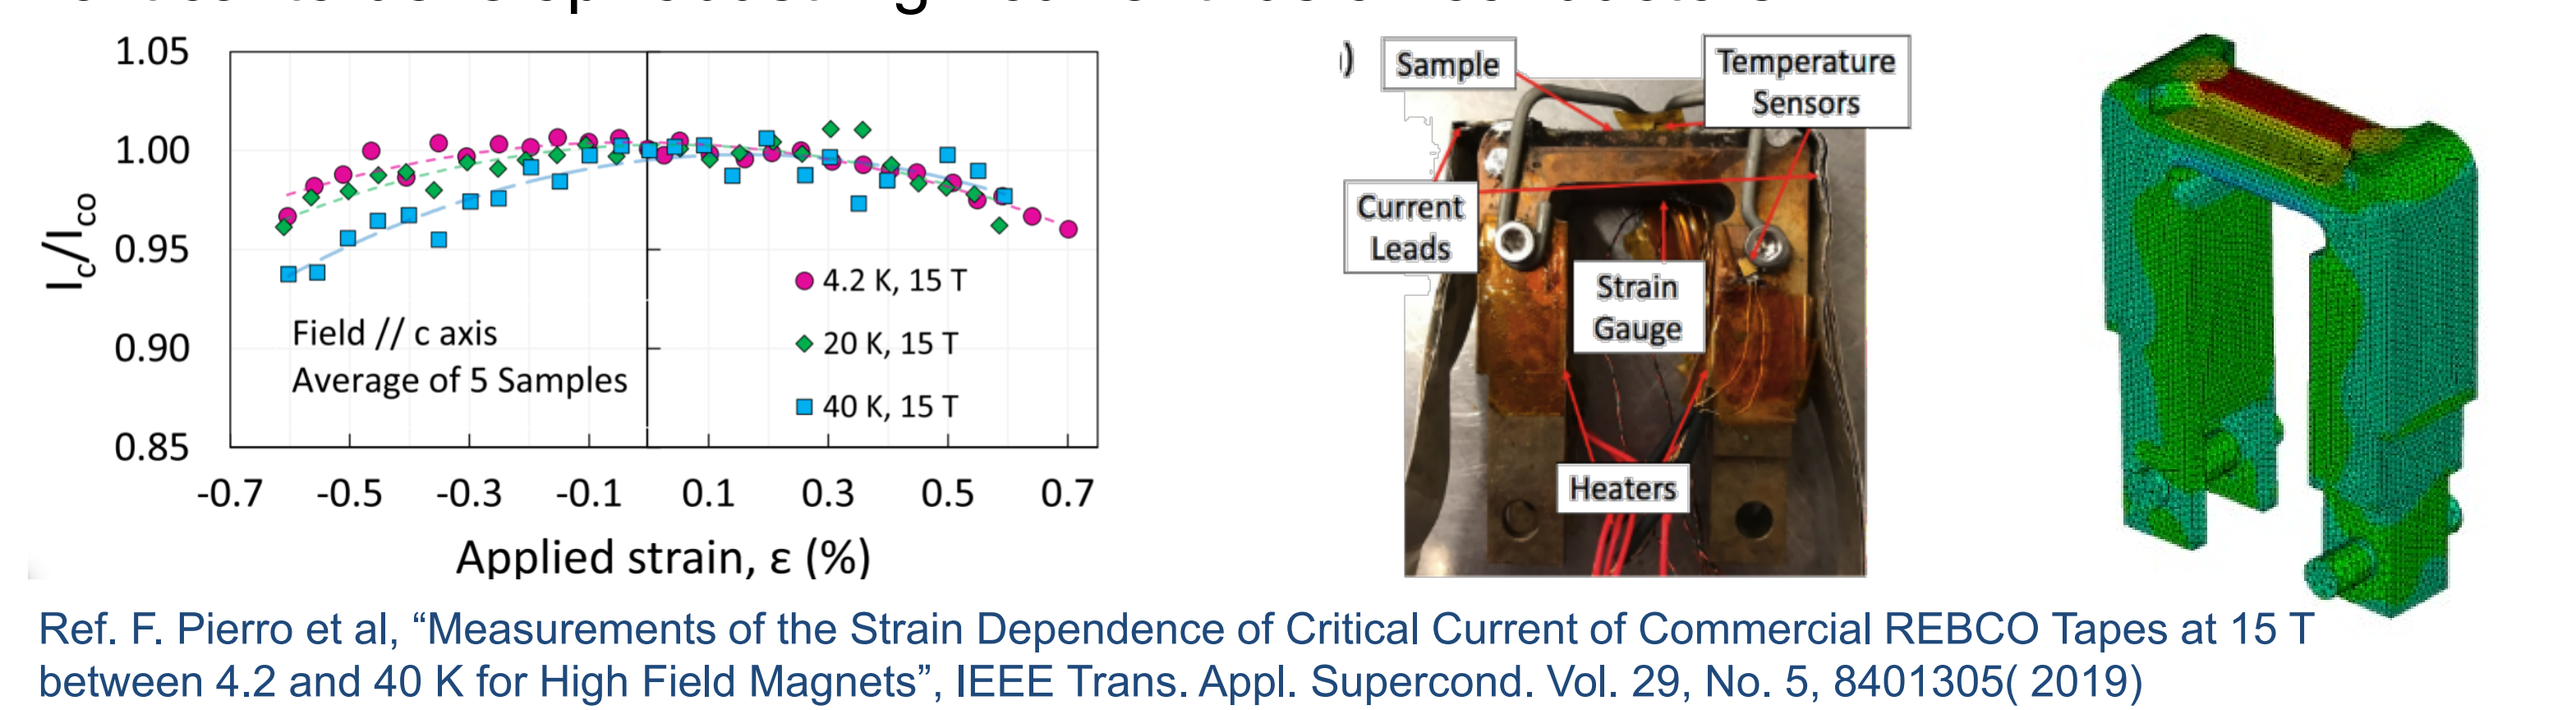 1.05
1.00
0.95
0.90
0.85
Ic/Ico
-0.7 -0.5 -0.3 -0.1 0.1 0.3 0.5 0.7
Applied strain, ε (%)
Field // c axis
Average of 5 Samples
4.2 K, 15 T
20 K, 15 T
40 K, 15 T
)
Sample
Temperature
Sensors
Current
Leads
Strain
Gauge
Heaters
Ref. F. Pierro et al, “Measurements of the Strain Dependence of Critical Current of Commercial REBCO Tapes at 15 T
between 4.2 and 40 K for High Field Magnets”, IEEE Trans. Appl. Supercond. Vol. 29, No. 5, 8401305( 2019)